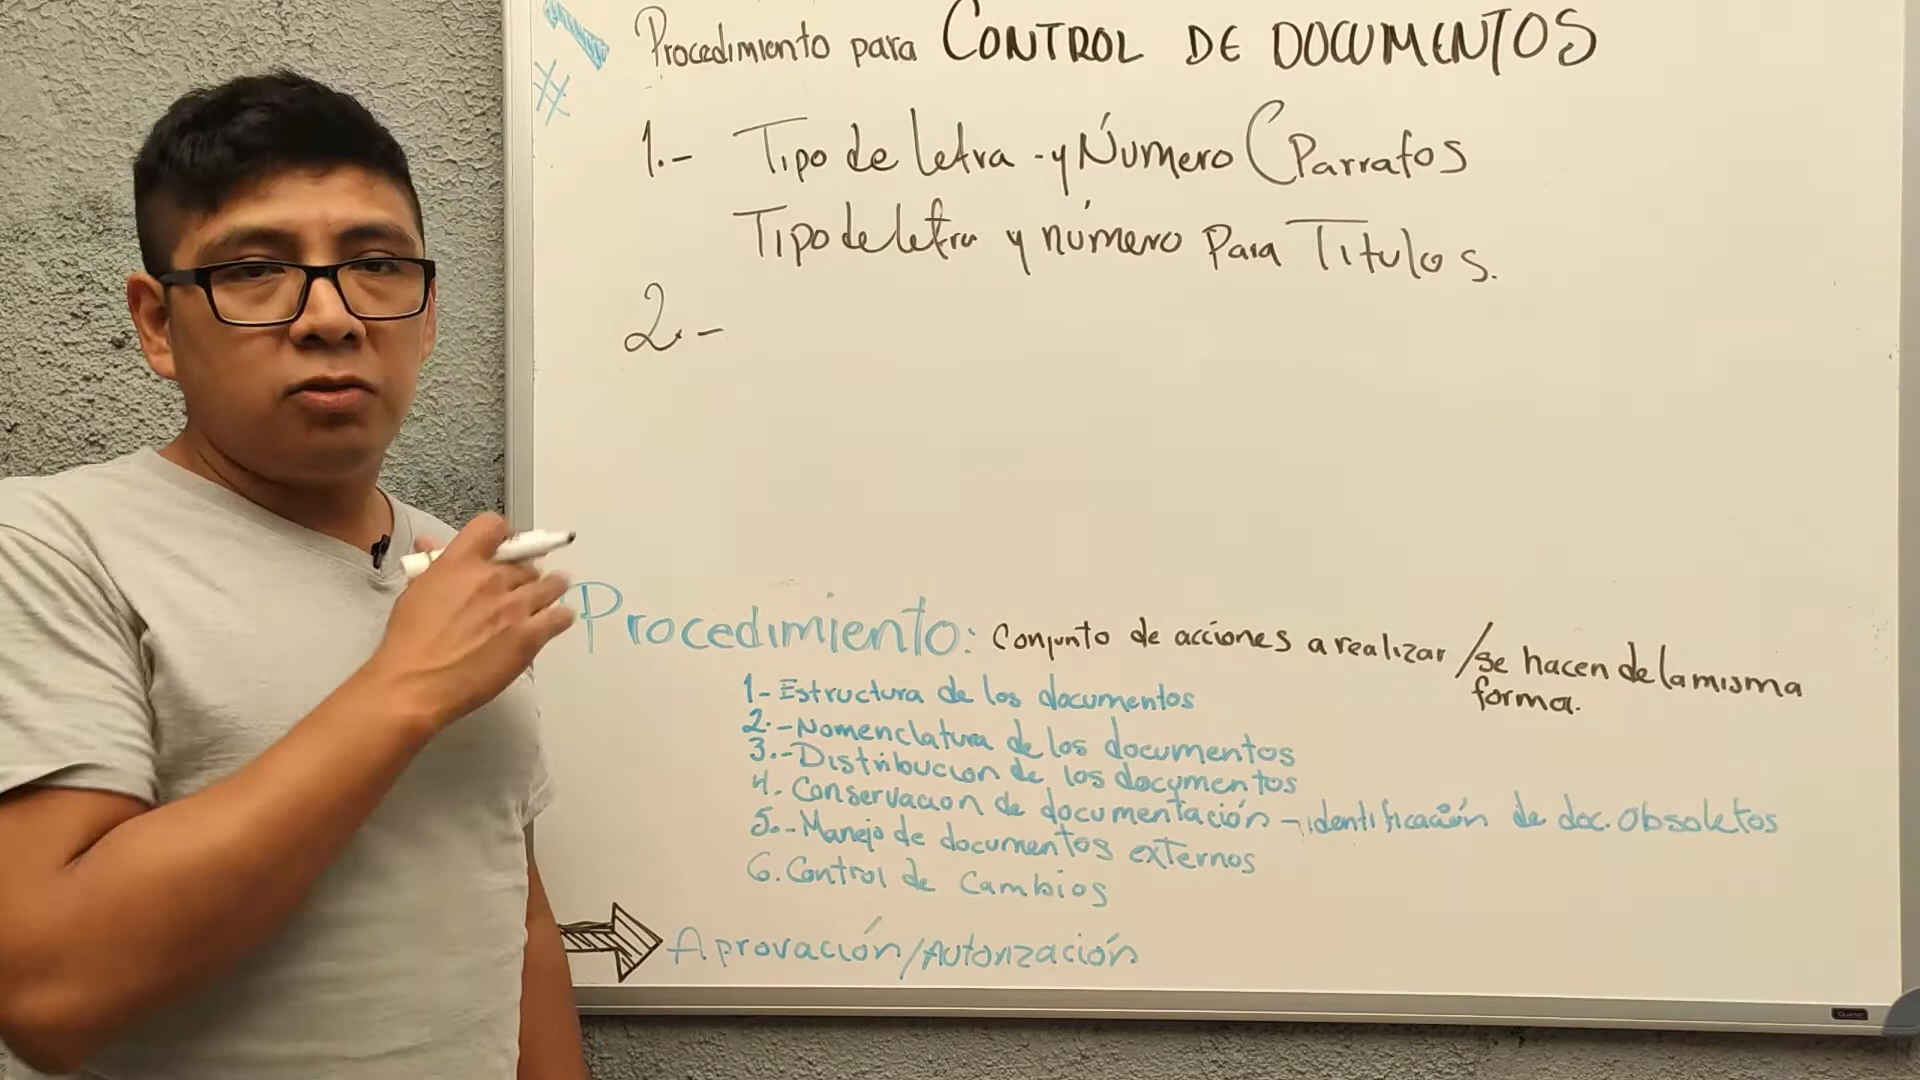 #1 Procedimiento para CONTROL DE DOCUMENTOS
1.- Tipo de letra - y Número (Parrafos
Tipo de letra y número Para Titulos.
2.-
Procedimiento: Conjunto de acciones a realizar / se hacen de la misma
forma.
1- Estructura de los documentos
2.- Nomenclatura de los documentos
3.- Distribucion de los documentos
4. Conservacion de documentación - identificación de doc. Obsoletos
5.- Manejo de documentos externos
6. Control de Cambios
Aprovación/Autorización